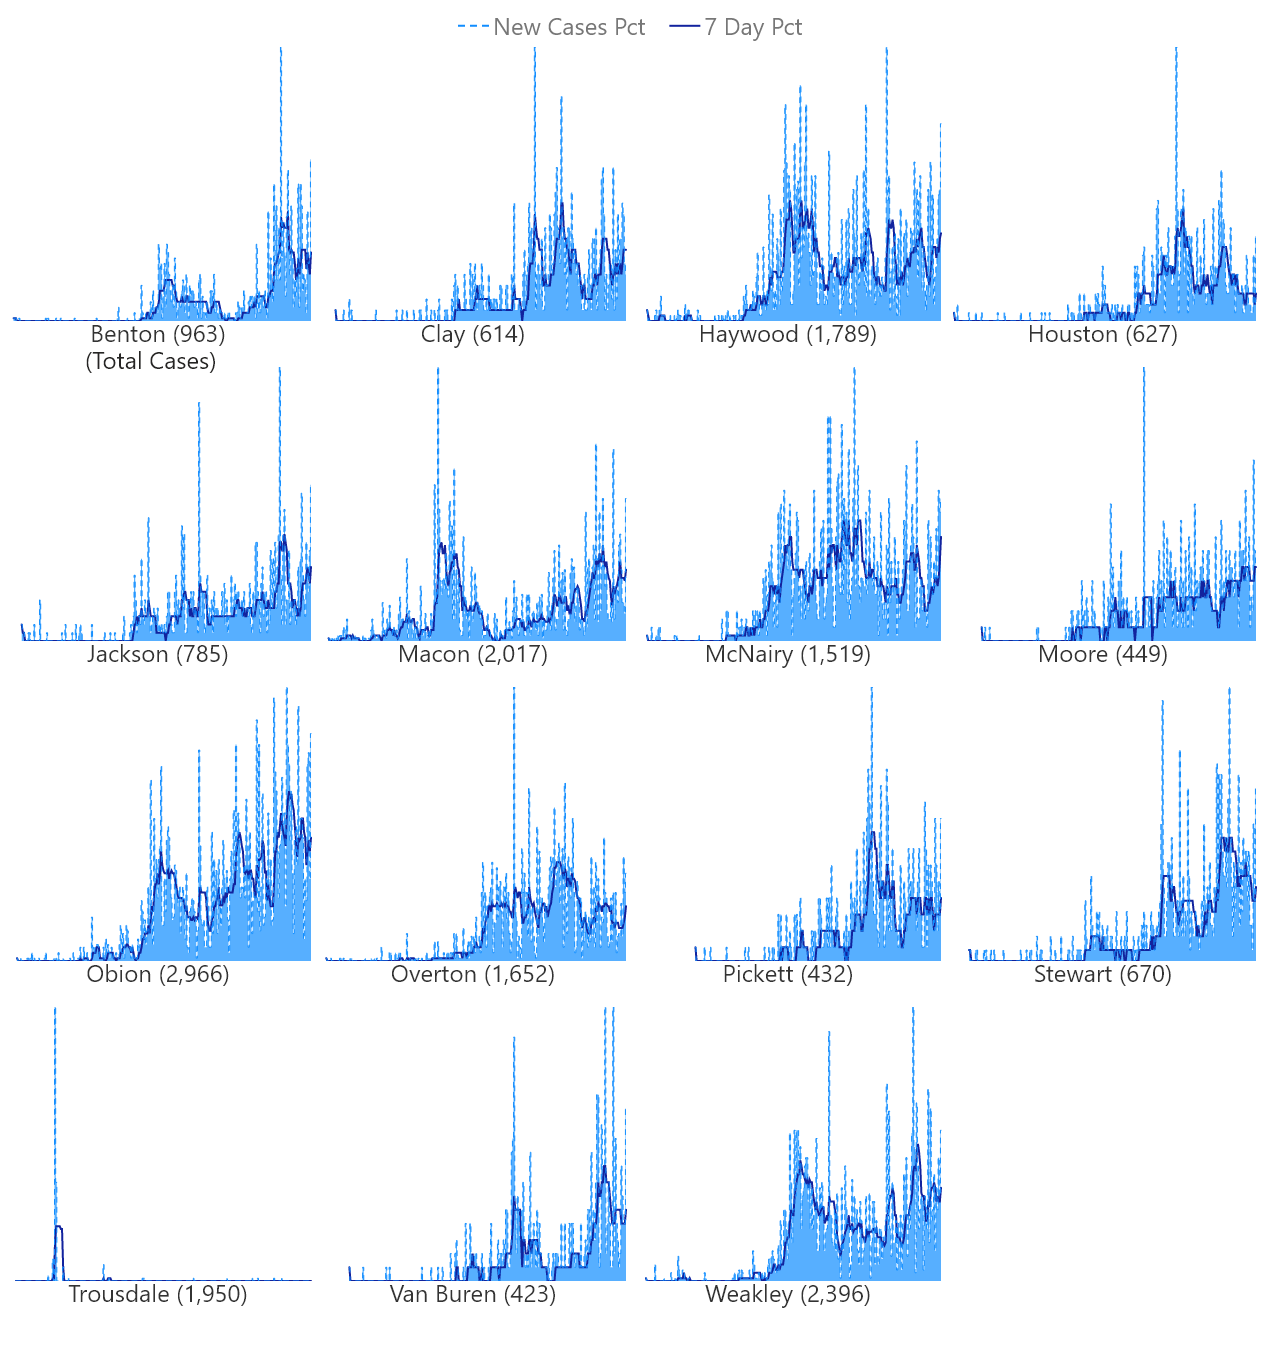 New Cases Pct 7 Day Pct
Benton (963)
(Total Cases)
Clay (614)
Haywood (1,789)
Houston (627)
Jackson (785)
Macon (2,017)
McNairy (1,519)
Moore (449)
Obion (2,966)
Overton (1,652)
Pickett (432)
Stewart (670)
Trousdale (1,950)
Van Buren (423)
Weakley (2,396)